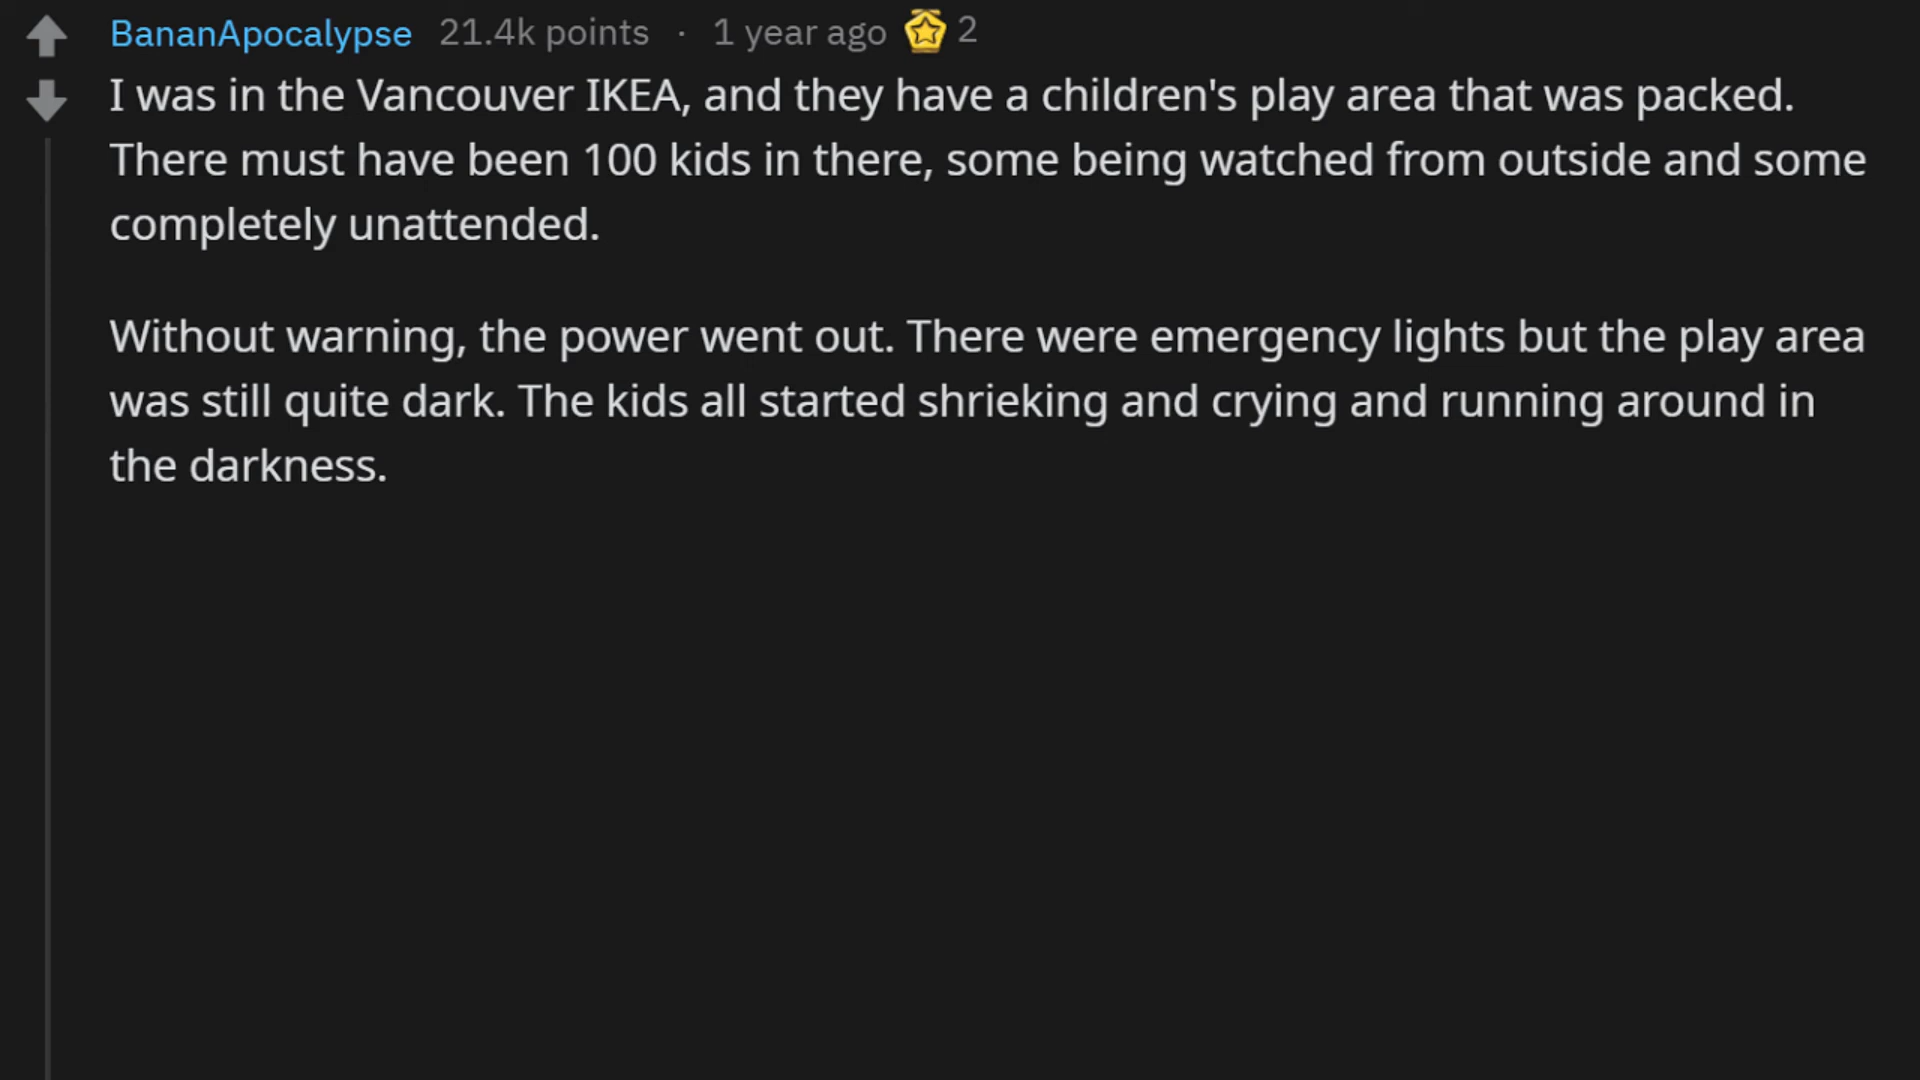 BananApocalypse 21.4k points · 1 year ago 2
I was in the Vancouver IKEA, and they have a children's play area that was packed.
There must have been 100 kids in there, some being watched from outside and some
completely unattended.
Without warning, the power went out. There were emergency lights but the play area
was still quite dark. The kids all started shrieking and crying and running around in
the darkness.